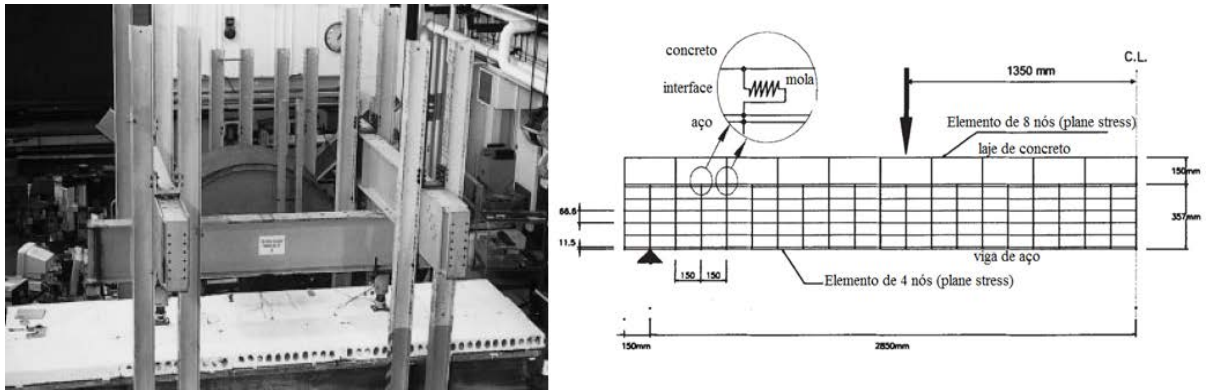 concreto
interface
aço
mola
1350 mm
C.L.
Elemento de 8 nós (plane stress)
laje de concreto
150mm
357mm
66.6
11.5
150
150
viga de aço
Elemento de 4 nós (plane stress)
150mm
2850mm